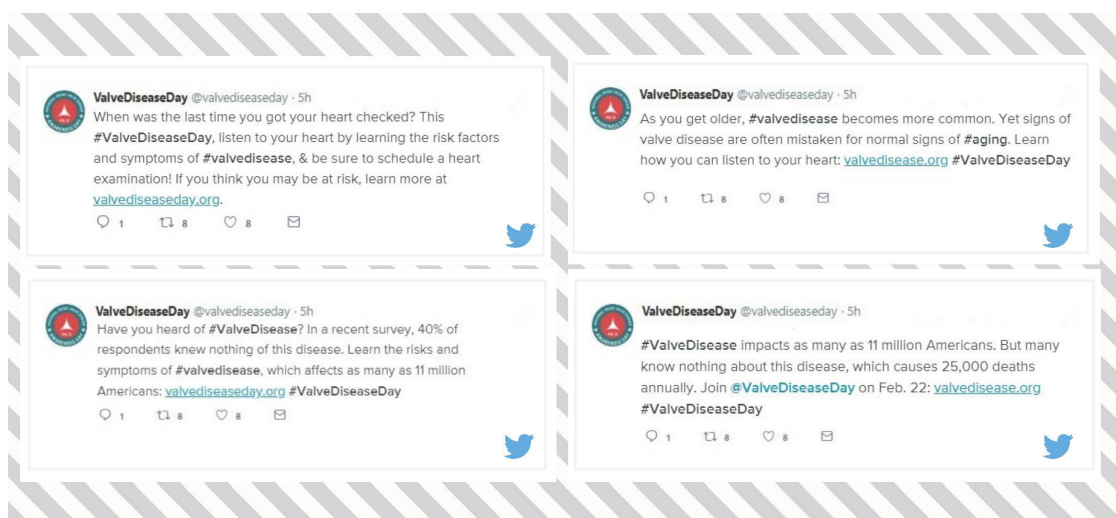 ValveDiseaseDay @valvediseaseday · 5h
When was the last time you got your heart checked? This
#ValveDiseaseDay, listen to your heart by learning the risk factors
and symptoms of #valvedisease, & be sure to schedule a heart
examination! If you think you may be at risk, learn more at
valvediseaseday.org.
1 8 8
ValveDiseaseDay @valvediseaseday · 5h
As you get older, #valvedisease becomes more common. Yet signs of
valve disease are often mistaken for normal signs of #aging. Learn
how you can listen to your heart: valvedisease.org #ValveDiseaseDay
1 8 8
ValveDiseaseDay @valvediseaseday · 5h
Have you heard of #ValveDisease? In a recent survey, 40% of
respondents knew nothing of this disease. Learn the risks and
symptoms of #valvedisease, which affects as many as 11 million
Americans: valvediseaseday.org #ValveDiseaseDay
1 8 8
ValveDiseaseDay @valvediseaseday · 5h
#ValveDisease impacts as many as 11 million Americans. But many
know nothing about this disease, which causes 25,000 deaths
annually. Join @ValveDiseaseDay on Feb. 22: valvedisease.org
#ValveDiseaseDay
1 8 8